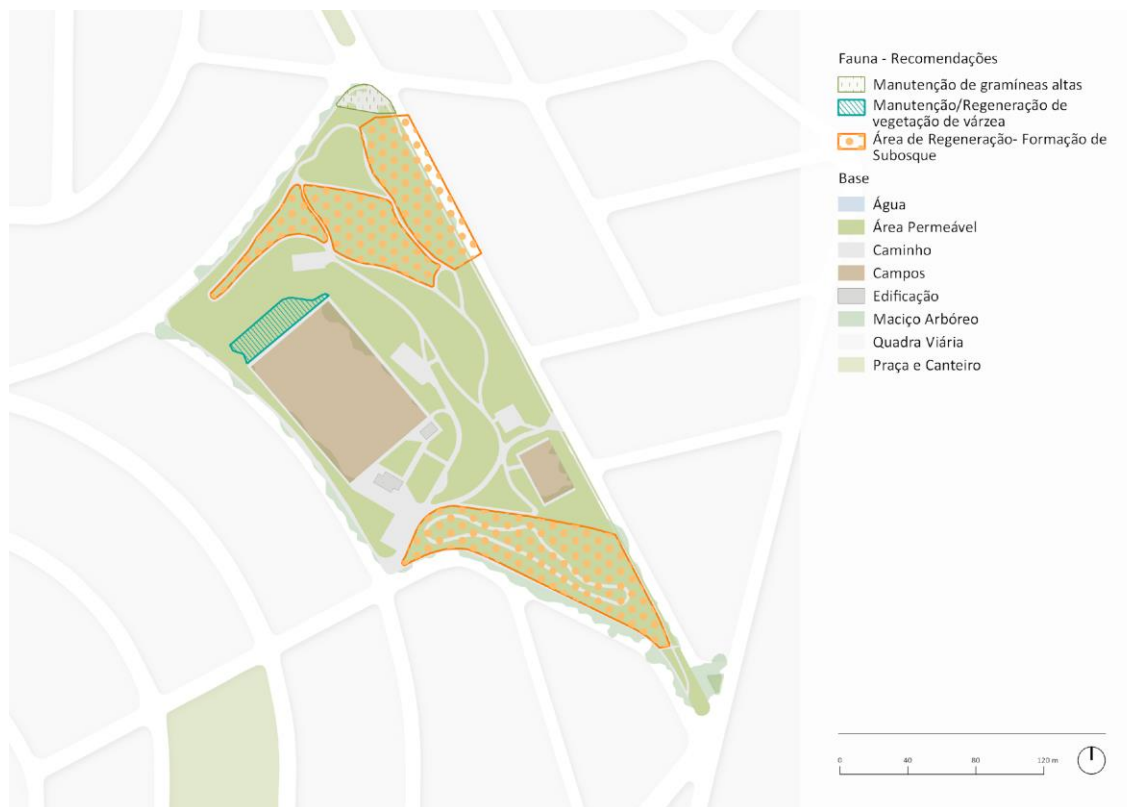 Fauna - Recomendações
Manutenção de gramíneas altas
Manutenção/Regeneração de
vegetação de várzea
Área de Regeneração- Formação de
Subosque
Base
Água
Área Permeável
Caminho
Campos
Edificação
Maciço Arbóreo
Quadra Viária
Praça e Canteiro
0 40 80 120 m